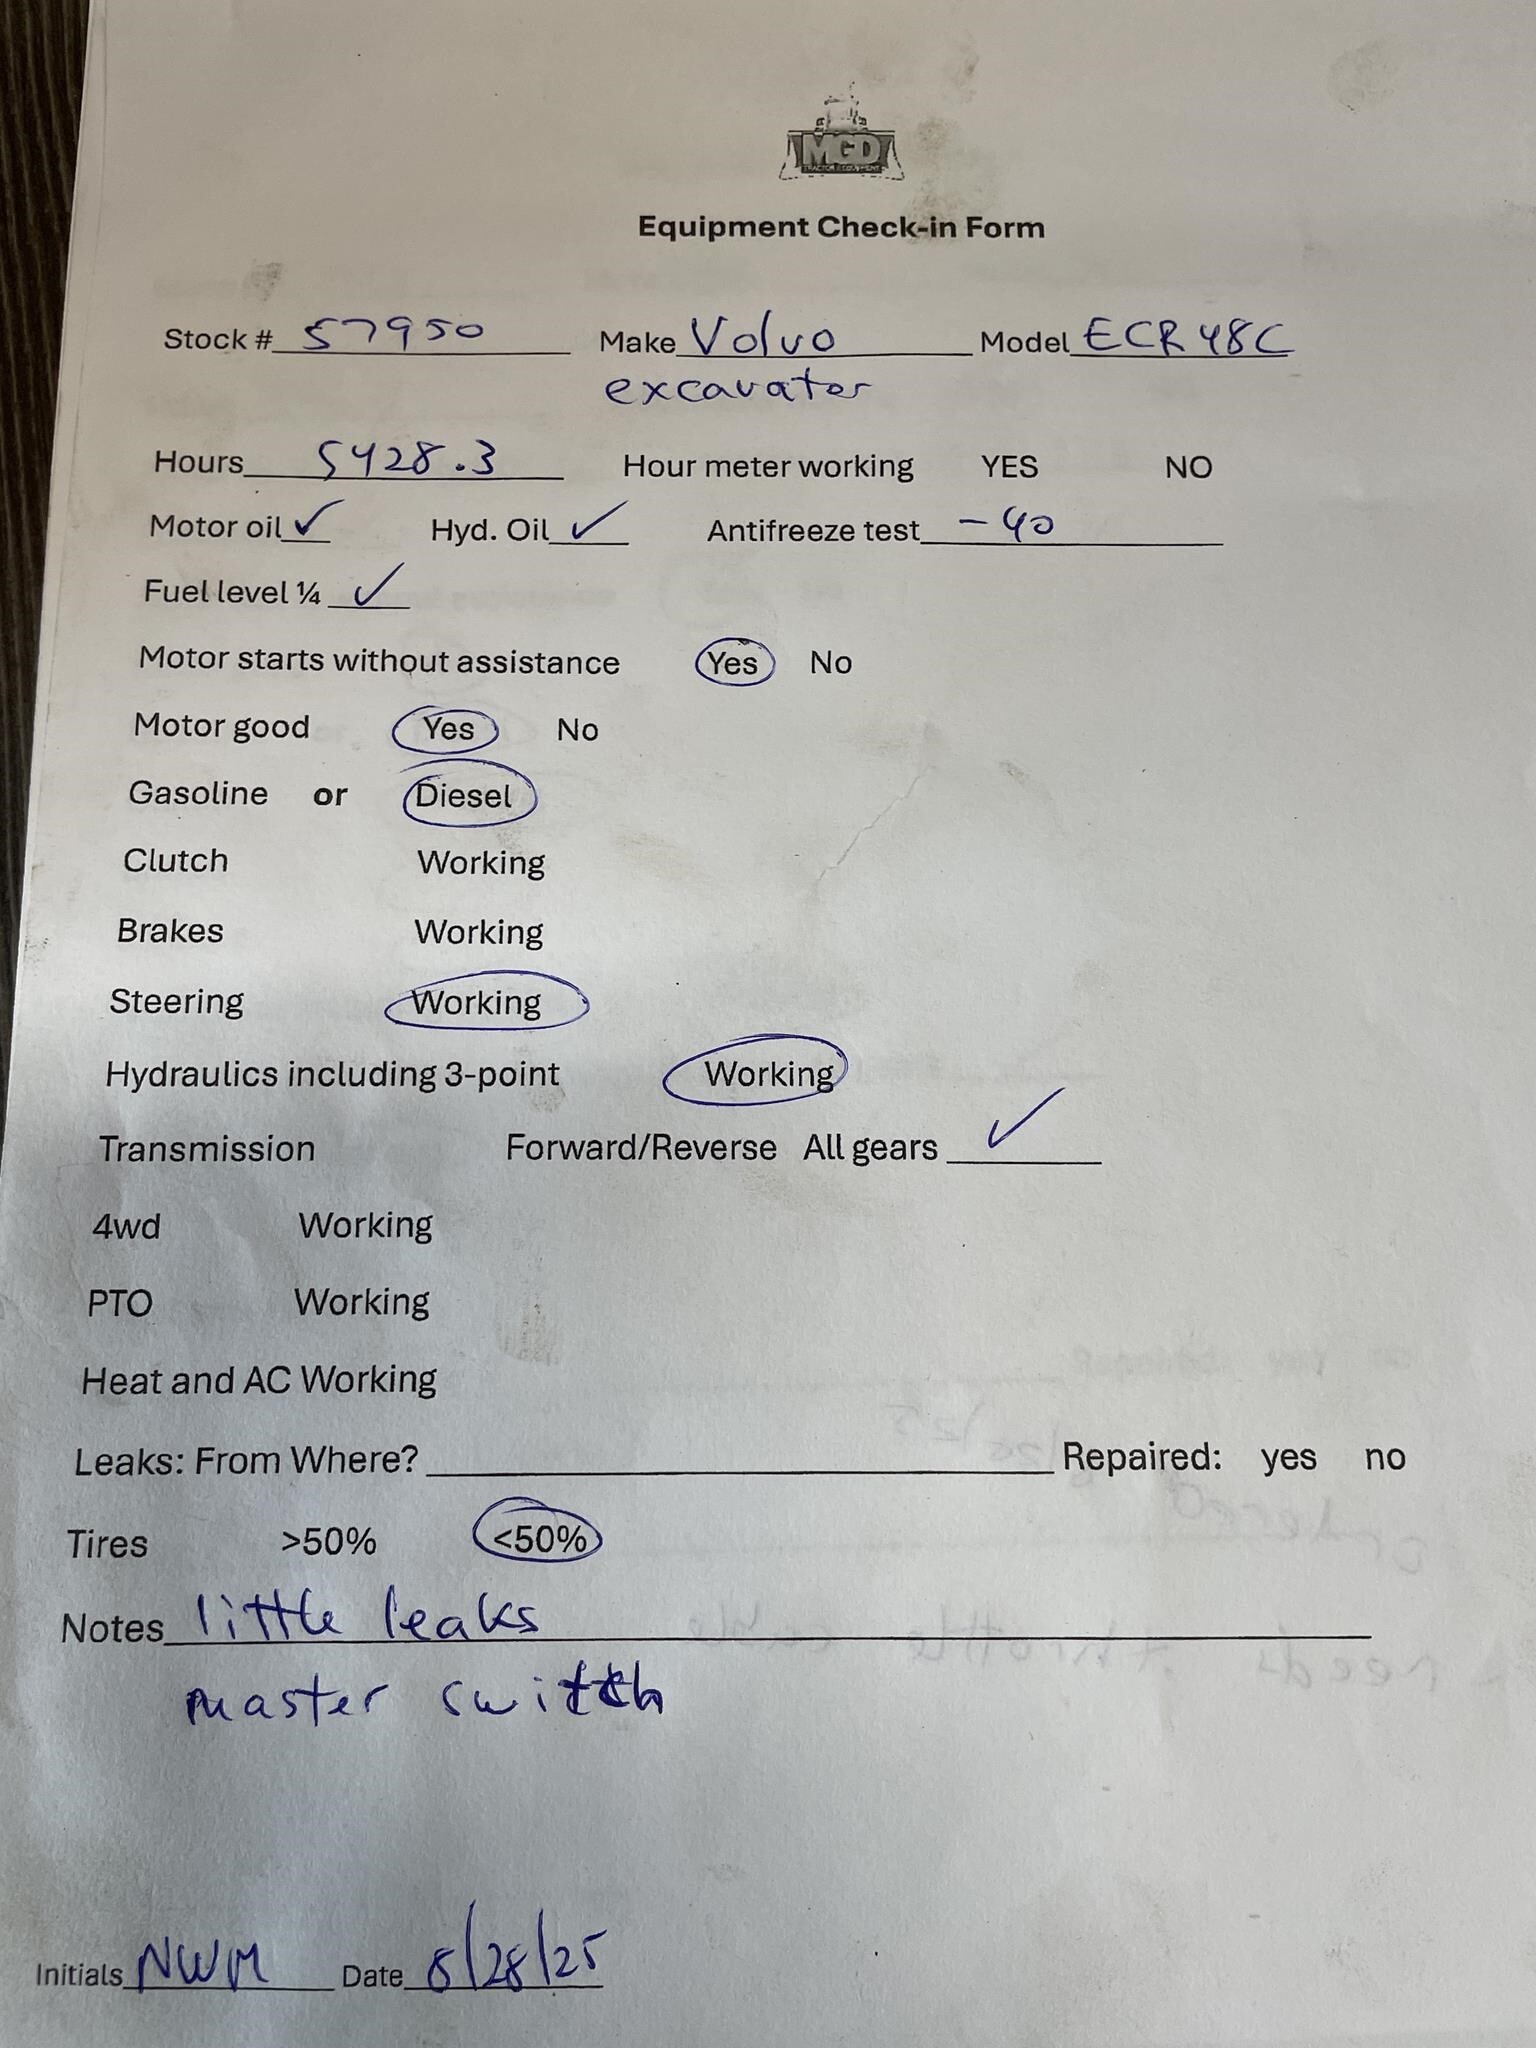 MGD
TRACTOR & EQUIPMENT
Equipment Check-in Form
Stock # 57950 Make Volvo Model ECR48C
excavator
Hours 5428.3 Hour meter working YES NO
Motor oil ✓ Hyd. Oil ✓ Antifreeze test -40
Fuel level ¼ ✓
Motor starts without assistance Yes No
Motor good Yes No
Gasoline or Diesel
Clutch Working
Brakes Working
Steering Working
Hydraulics including 3-point Working
Transmission Forward/Reverse All gears ✓
4wd Working
PTO Working
Heat and AC Working
Leaks: From Where? Repaired: yes no
Tires >50% <50%
Notes little leaks
master switch
Initials NWM Date 8/28/25